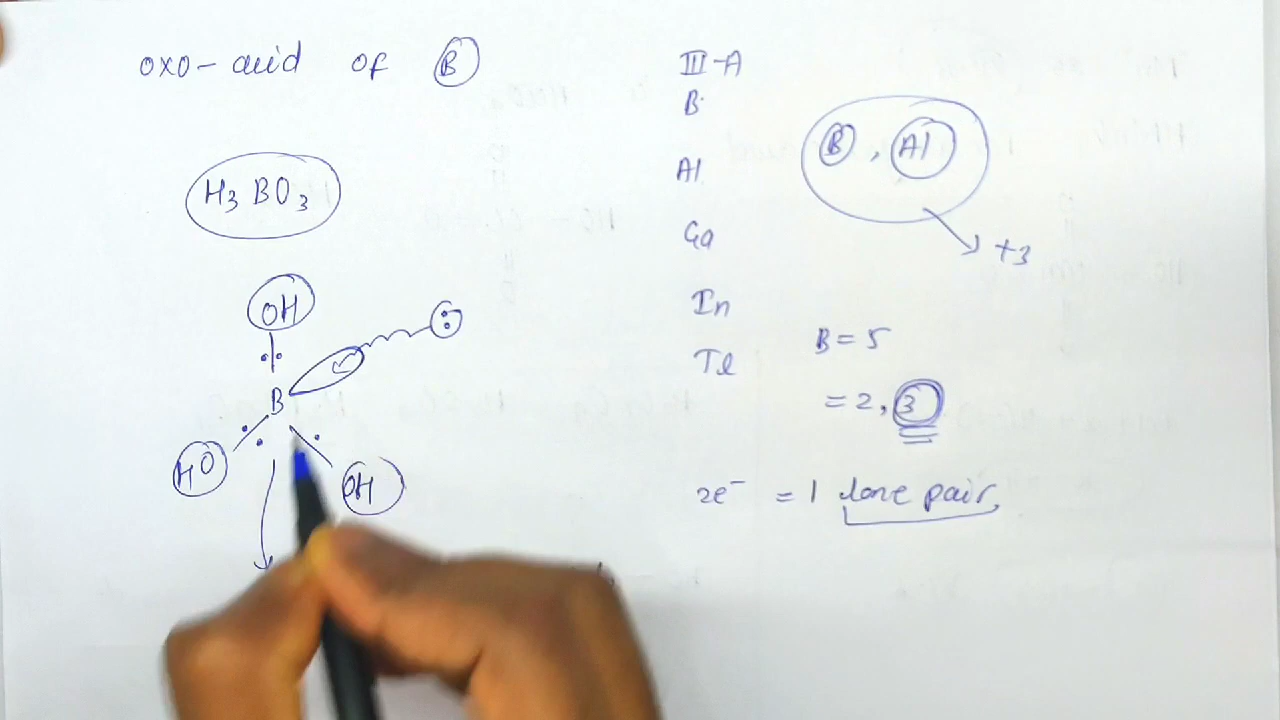 oxo-acid of B
H₃BO₃
OH
B
HO
OH
III-A
B
Al
Ga
In
Tl
B, Al
+3
B = 5
= 2, 3
2e⁻ = 1 lone pair